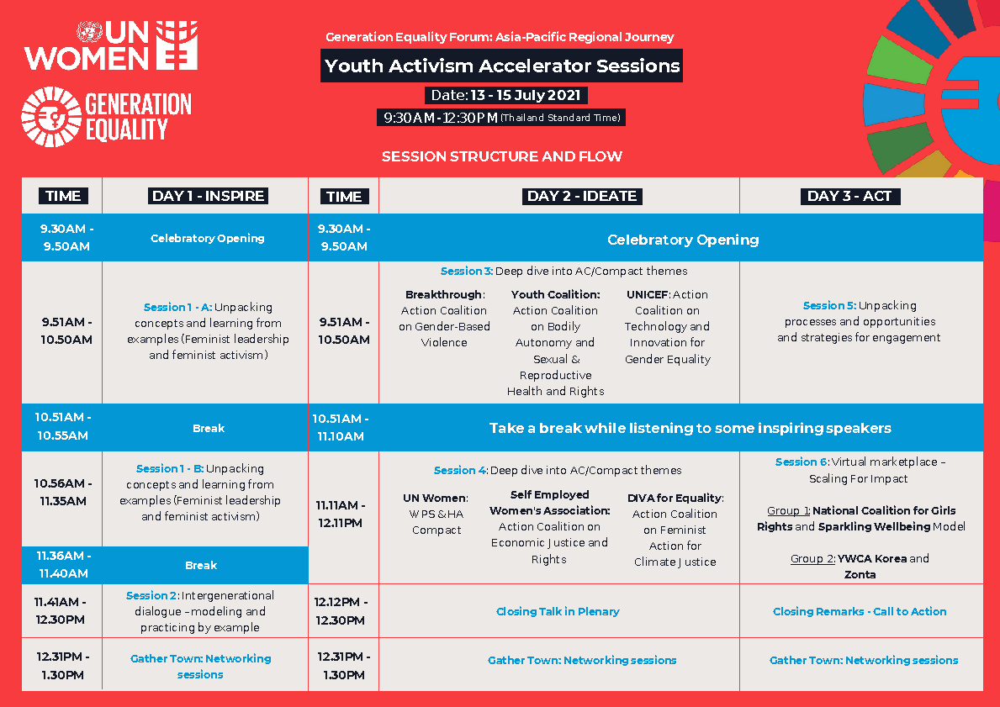 UN
WOMEN
GENERATION
EQUALITY
Generation Equality Forum: Asia-Pacific Regional Journey
Youth Activism Accelerator Sessions
Date: 13 - 15 July 2021
9:30AM-12:30PM (Thailand Standard Time)
SESSION STRUCTURE AND FLOW
TIME
DAY 1 - INSPIRE
TIME
DAY 2 - IDEATE
DAY 3 - ACT
9.30AM -
9.50AM
Celebratory Opening
9.30AM -
9.50AM
Celebratory Opening
9.51AM -
10.50AM
Session 1 - A: Unpacking
concepts and learning from
examples (Feminist leadership
and feminist activism)
9.51AM -
10.50AM
Session 3: Deep dive into AC/Compact themes
Breakthrough:
Action Coalition
on Gender-Based
Violence
Youth Coalition:
Action Coalition
on Bodily
Autonomy and
Sexual &
Reproductive
Health and Rights
UNICEF: Action
Coalition on
Technology and
Innovation for
Gender Equality
Session 5: Unpacking
processes and opportunities
and strategies for engagement
10.51AM -
10.55AM
Break
10.51AM -
11.10AM
Take a break while listening to some inspiring speakers
10.56AM -
11.35AM
Session 1 - B: Unpacking
concepts and learning from
examples (Feminist leadership
and feminist activism)
11.11AM -
12.11PM
Session 4: Deep dive into AC/Compact themes
UN Women:
WPS &HA
Compact
Self Employed
Women's Association:
Action Coalition on
Economic Justice and
Rights
DIVA for Equality:
Action Coalition
on Feminist
Action for
Climate Justice
Session 6: Virtual marketplace –
Scaling For Impact
Group 1: National Coalition for Girls
Rights and Sparkling Wellbeing Model
Group 2: YWCA Korea and
Zonta
11.36AM -
11.40AM
Break
11.41AM -
12.30PM
Session 2: Intergenerational
dialogue – modeling and
practicing by example
12.12PM -
12.30PM
Closing Talk in Plenary
Closing Remarks - Call to Action
12.31PM -
1.30PM
Gather Town: Networking
sessions
12.31PM -
1.30PM
Gather Town: Networking sessions
Gather Town: Networking sessions